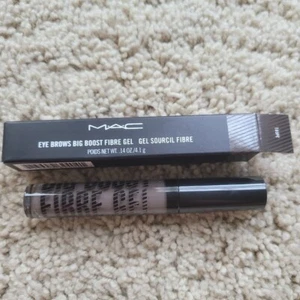 MAC
EYE BROWS BIG BOOST FIBRE GEL GEL SOURCIL FIBRE
POIDS NET WT. .14 OZ/4.1 g
BIG BOOST
FIBRE GEL